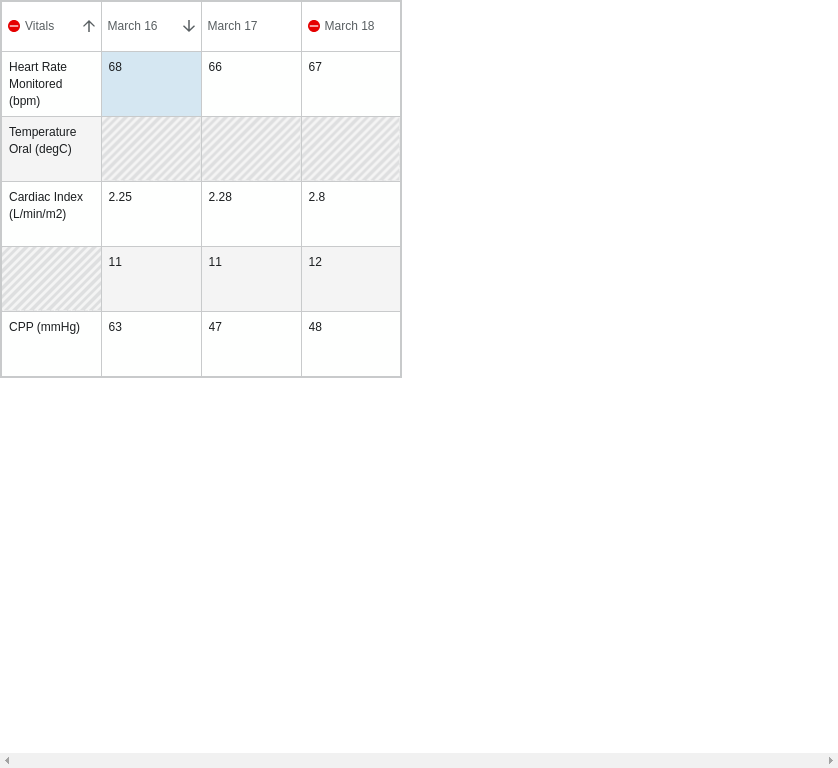 Vitals March 16 March 17 March 18
Heart Rate 68 66 67
Monitored
(bpm)
Temperature
Oral (degC)
Cardiac Index 2.25 2.28 2.8
(L/min/m2)
11 11 12
CPP (mmHg) 63 47 48